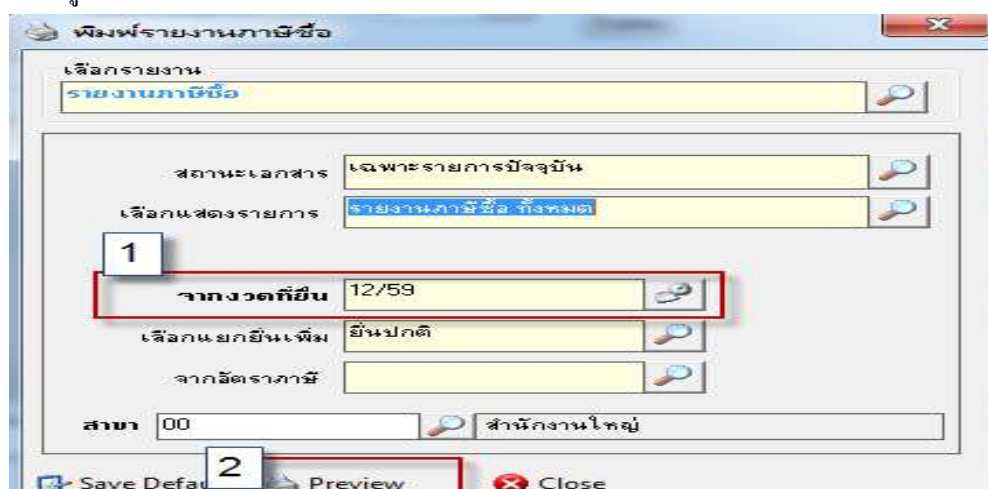 พิมพ์รายงานภาษีซื้อ
เลือกรายงาน
รายงานภาษีซื้อ
สถานะเอกสาร เฉพาะรายการปัจจุบัน
เลือกแสดงรายการ รายงานภาษีซื้อ ทั้งหมด
1
จากงวดที่ยื่น 12/59
เลือกแยกยื่นเพิ่ม ยื่นปกติ
จากอัตราภาษี
สาขา 00 สำนักงานใหญ่
2
Save Defau Preview Close